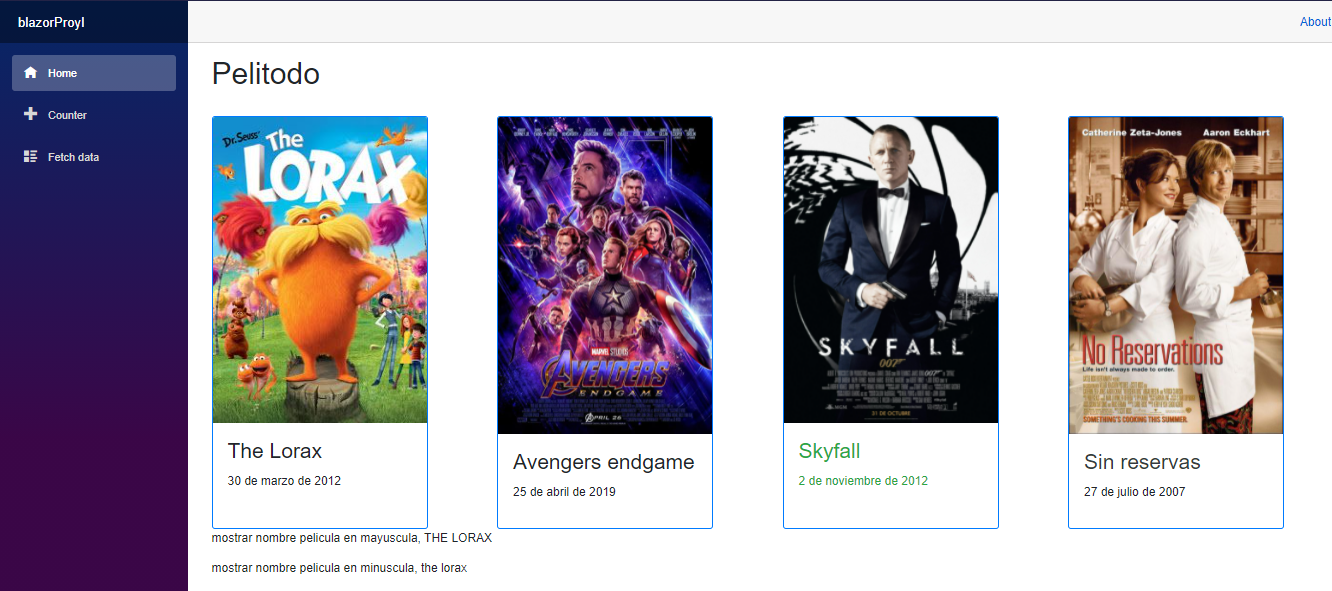 blazorProyI
About
Home
Counter
Fetch data
Pelitodo
Dr. Seuss'
The
LORAX
MARVEL STUDIOS
AVENGERS
ENDGAME
APRIL 26
SKYFALL
007
31 DE OCTUBRE
Catherine Zeta-Jones Aaron Eckhart
No Reservations
Life isn't always made to order.
SOMETHING'S COOKING THIS SUMMER.
The Lorax
30 de marzo de 2012
Avengers endgame
25 de abril de 2019
Skyfall
2 de noviembre de 2012
Sin reservas
27 de julio de 2007
mostrar nombre pelicula en mayuscula, THE LORAX
mostrar nombre pelicula en minuscula, the lorax